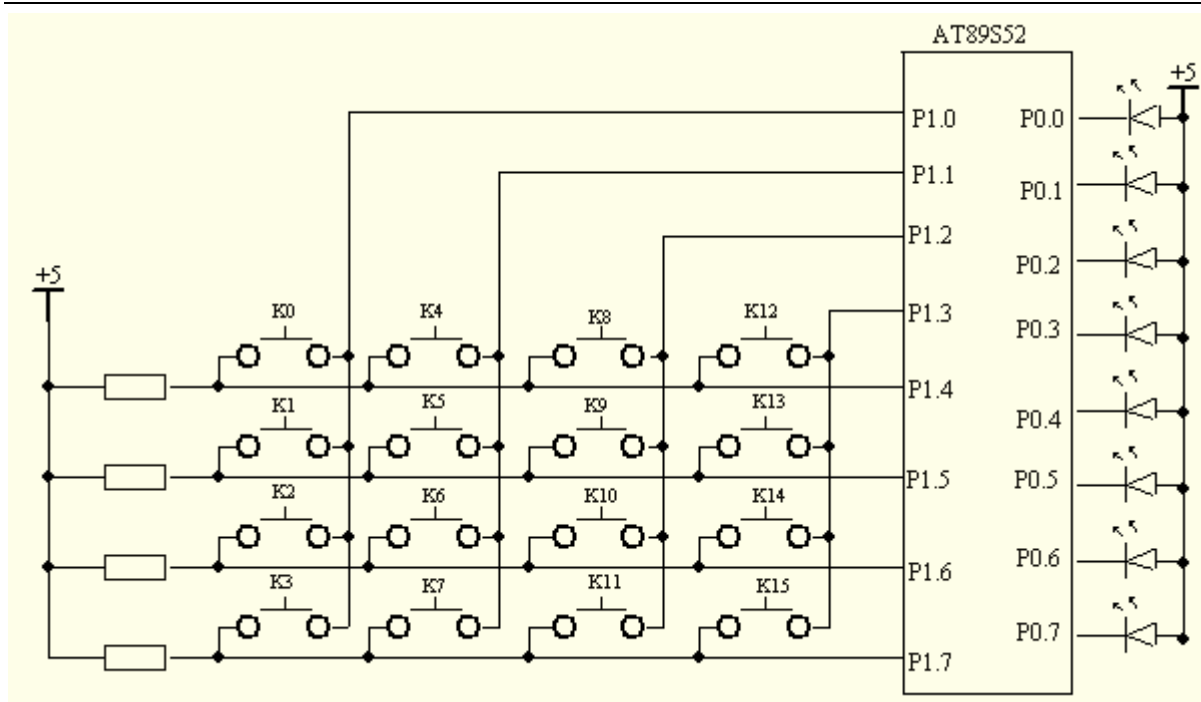 AT89S52
+5
P1.0 P0.0
P1.1 P0.1
P1.2 P0.2
+5
K0 K4 K8 K12 P1.3 P0.3
P1.4 P0.4
K1 K5 K9 K13
P1.5 P0.5
K2 K6 K10 K14
P1.6 P0.6
K3 K7 K11 K15
P1.7 P0.7